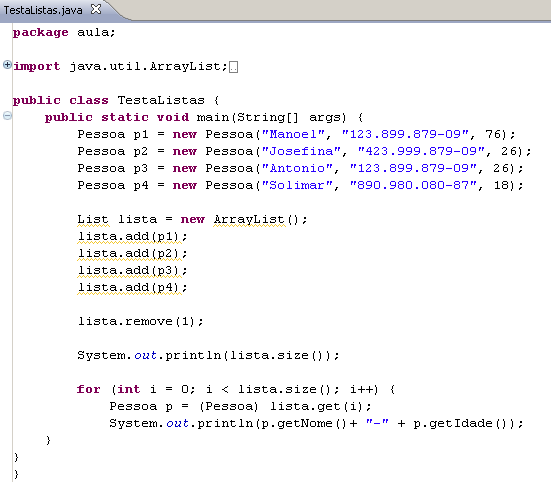 TestaListas.java
package aula;
import java.util.ArrayList;
public class TestaListas {
public static void main(String[] args) {
Pessoa p1 = new Pessoa("Manoel", "123.899.879-09", 76);
Pessoa p2 = new Pessoa("Josefina", "423.999.879-09", 26);
Pessoa p3 = new Pessoa("Antonio", "123.899.879-09", 26);
Pessoa p4 = new Pessoa("Solimar", "890.980.080-87", 18);
List lista = new ArrayList();
lista.add(p1);
lista.add(p2);
lista.add(p3);
lista.add(p4);
lista.remove(1);
System.out.println(lista.size());
for (int i = 0; i < lista.size(); i++) {
Pessoa p = (Pessoa) lista.get(i);
System.out.println(p.getNome()+ "-" + p.getIdade());
}
}
}